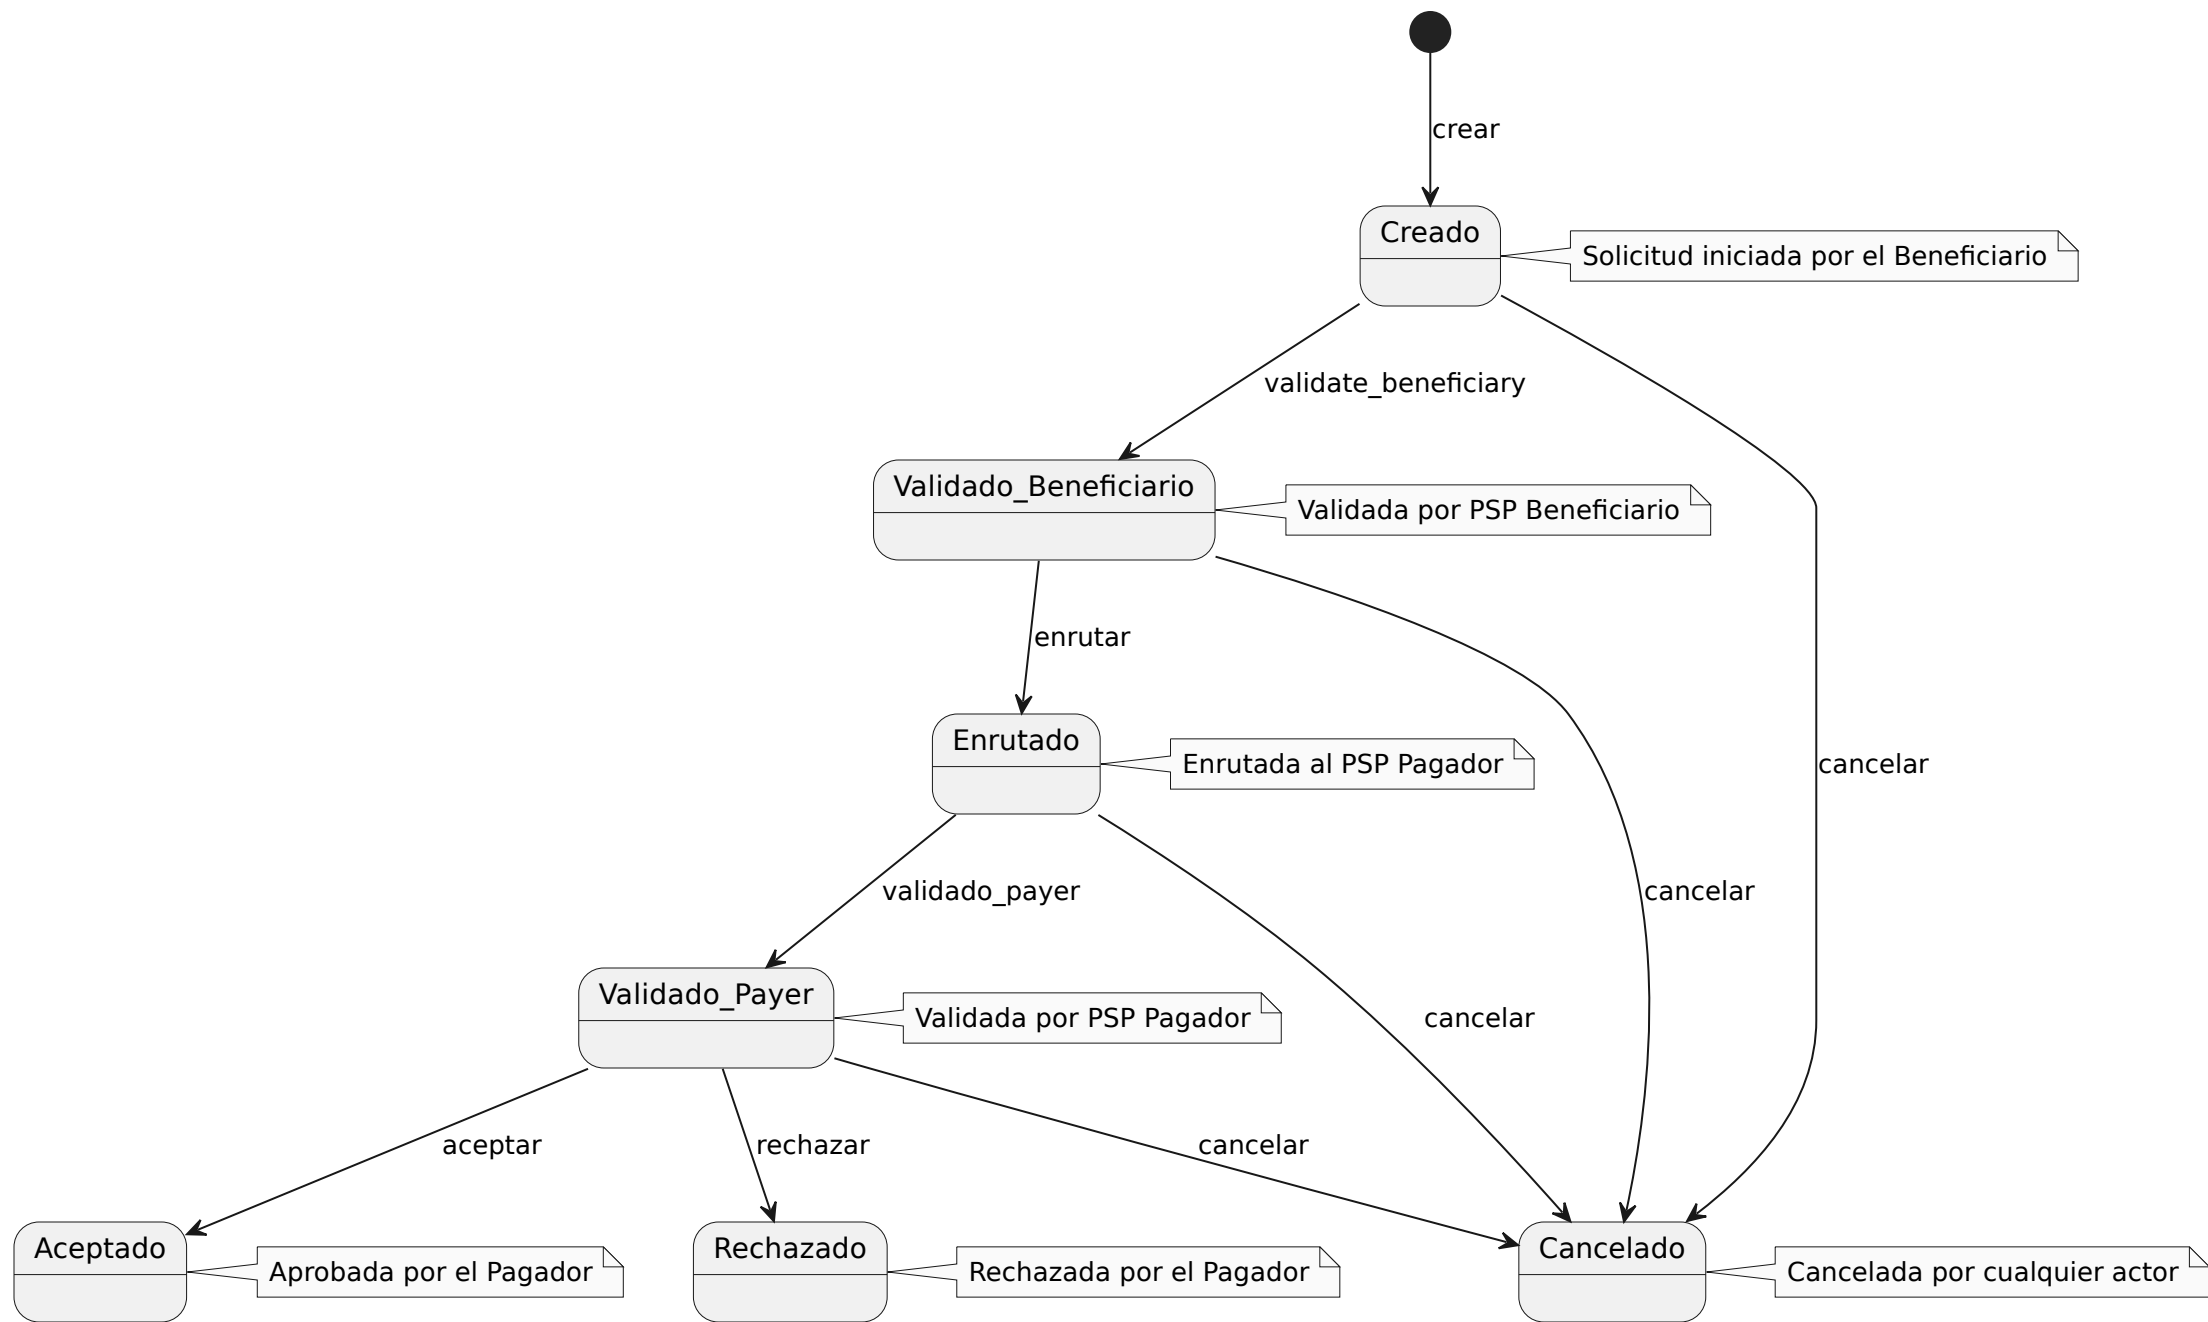 crear
Creado
Solicitud iniciada por el Beneficiario
validate_beneficiary
Validado_Beneficiario
Validada por PSP Beneficiario
enrutar
Enrutado
Enrutada al PSP Pagador
cancelar
validado_payer
cancelar
Validado_Payer
Validada por PSP Pagador
cancelar
aceptar
rechazar
cancelar
Aceptado
Aprobada por el Pagador
Rechazado
Rechazada por el Pagador
Cancelado
Cancelada por cualquier actor